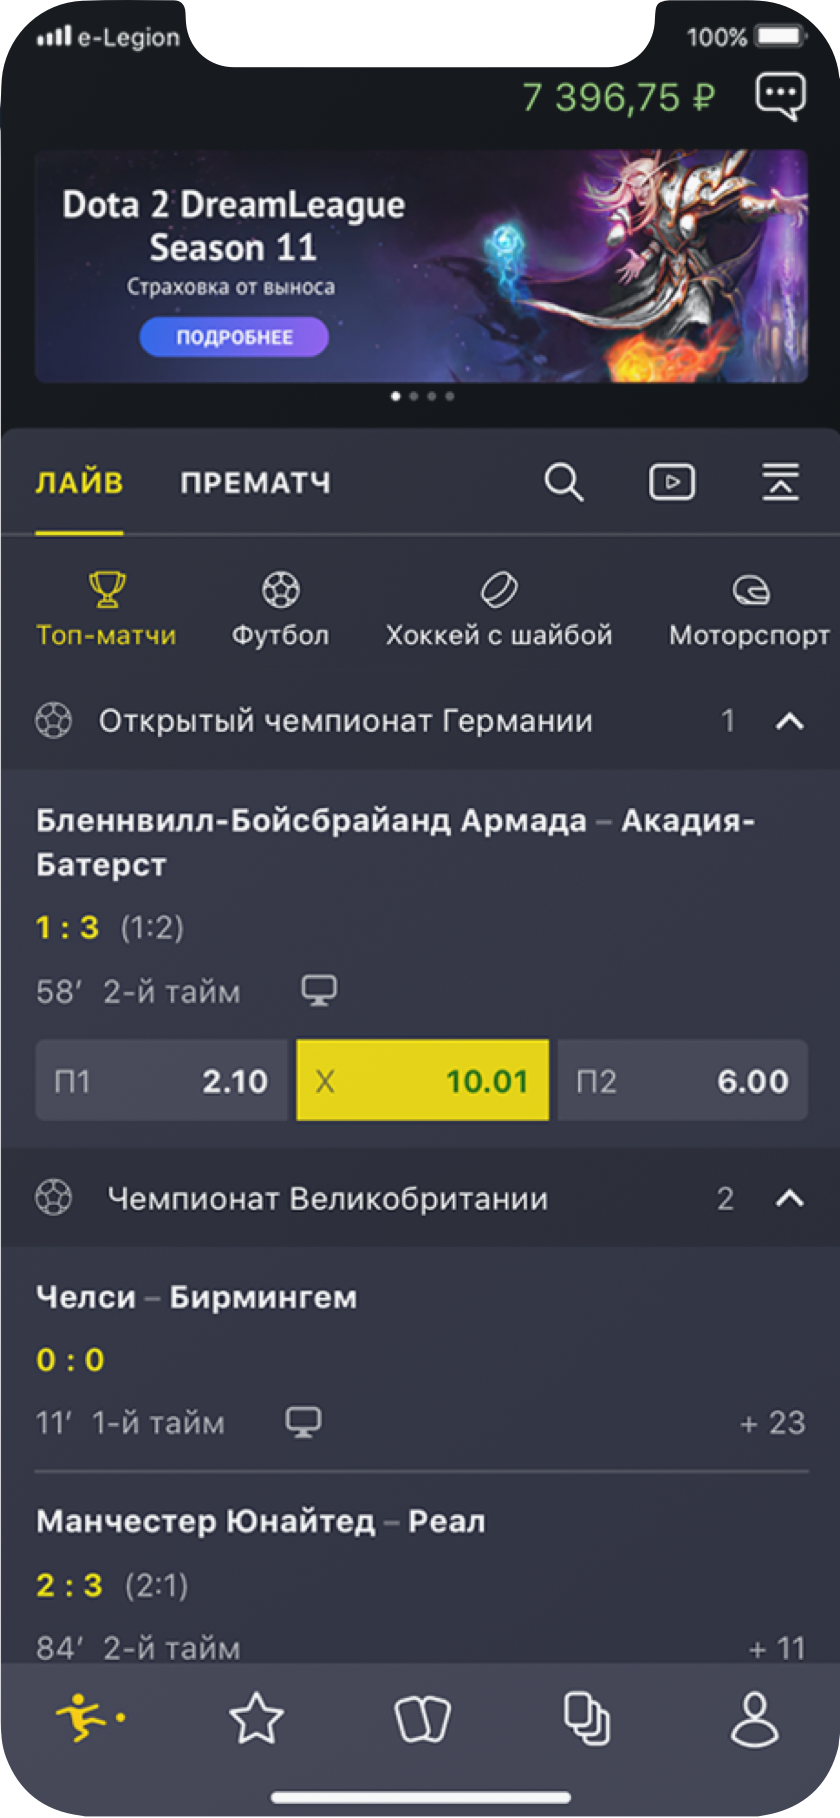 e-Legion 100%
7 396,75 ₽
Dota 2 DreamLeague
Season 11
Страховка от выноса
ПОДРОБНЕЕ
ЛАЙВ ПРЕМАТЧ
Топ-матчи Футбол Хоккей с шайбой Моторспорт
Открытый чемпионат Германии 1
Бленнвилл-Бойсбрайанд Армада – Акадия-
Батерст
1 : 3 (1:2)
58′ 2-й тайм
П1 2.10 X 10.01 П2 6.00
Чемпионат Великобритании 2
Челси – Бирмингем
0 : 0
11′ 1-й тайм + 23
Манчестер Юнайтед – Реал
2 : 3 (2:1)
84′ 2-й тайм + 11